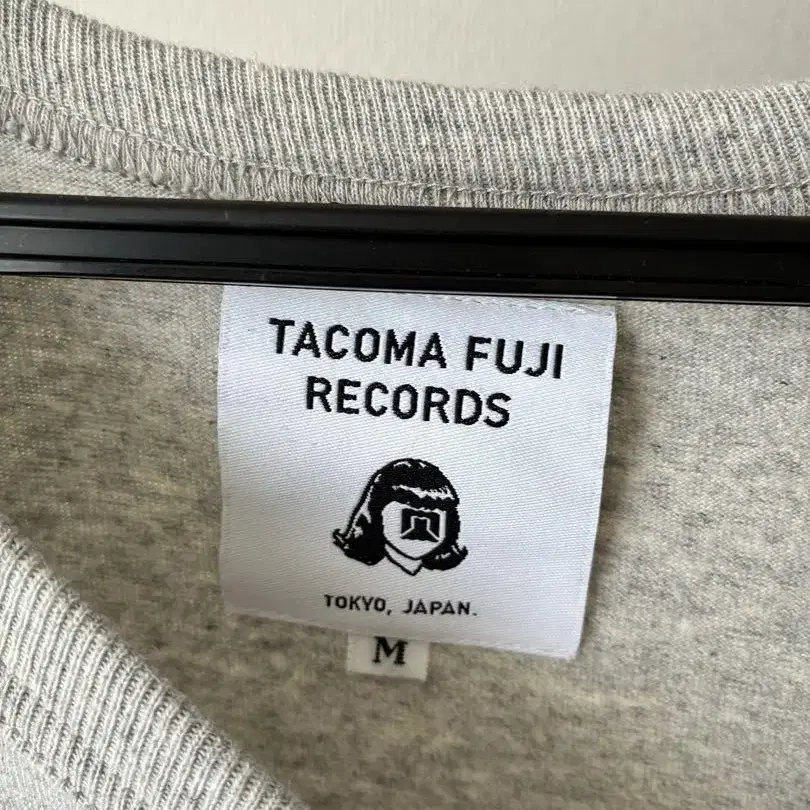 TACOMA FUJI
RECORDS
TOKYO, JAPAN.
M